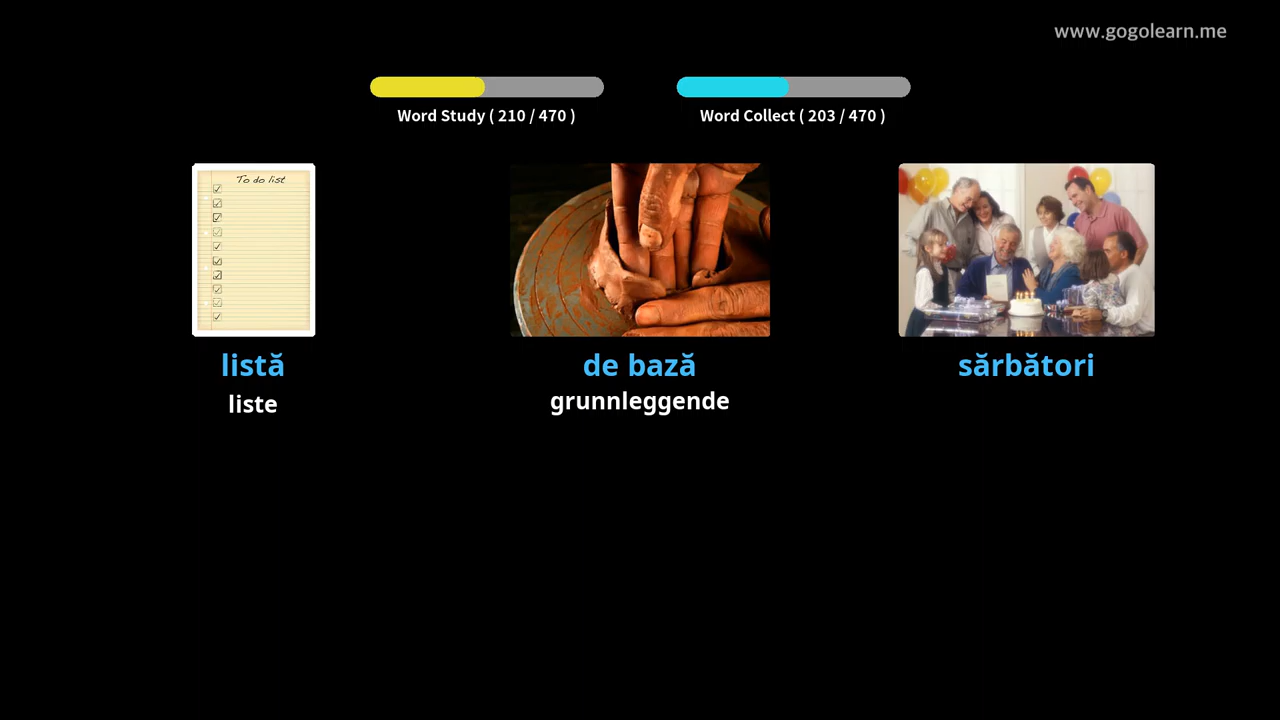 www.gogolearn.me
Word Study ( 210 / 470 )
Word Collect ( 203 / 470 )
To do list
listă
de bază
sărbători
liste
grunnleggende